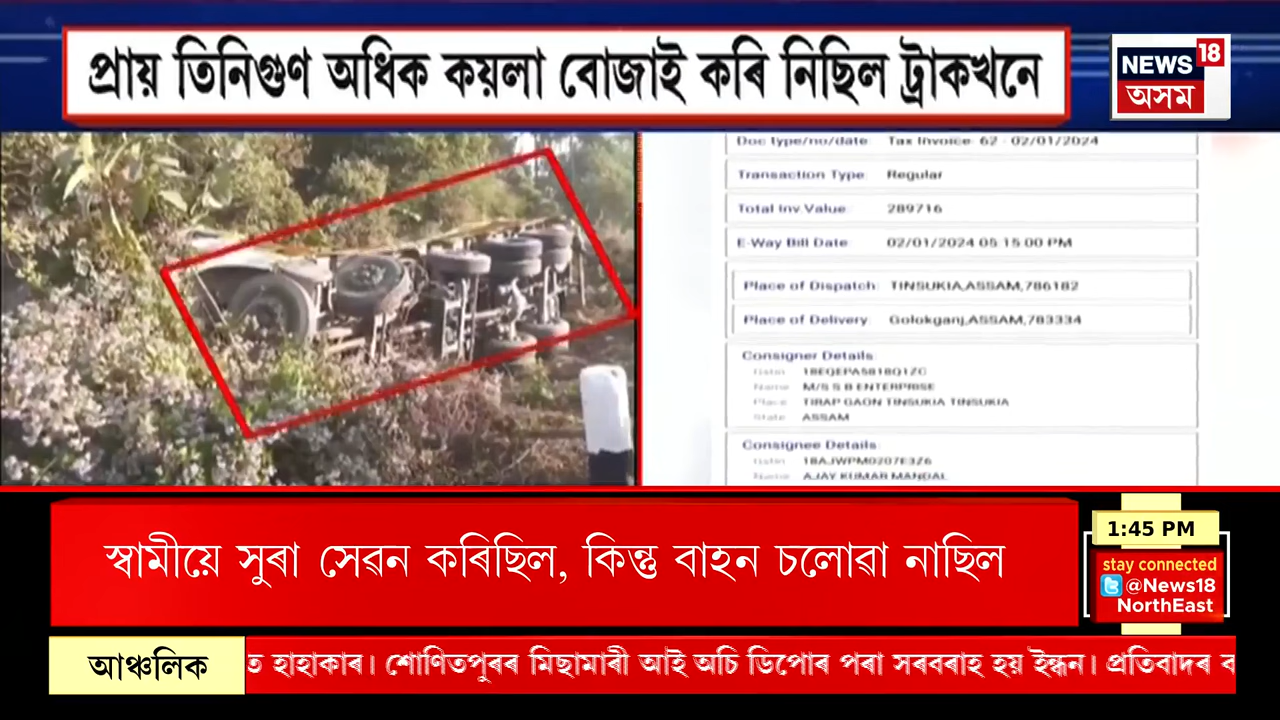 প্ৰায় তিনিগুণ অধিক কয়লা বোজাই কৰি নিছিল ট্ৰাকখনে
NEWS 18
অসম
Doc type/no/date: Tax Invoice- 62 - 02/01/2024
Transaction Type: Regular
Total Inv.Value: 289716
E-Way Bill Date: 02/01/2024 05 15:00 PM
Place of Dispatch: TINSUKIA,ASSAM,786182
Place of Delivery: Golokganj,ASSAM,783334
Consigner Details
Name: M/S S B ENTERPRISE
Place: TIRAP GAON TINSUKIA TINSUKIA
State: ASSAM
Consignee Details
Name: AJAY KUMAR MANDAL
স্বামীয়ে সুৰা সেৱন কৰিছিল, কিন্তু বাহন চলোৱা নাছিল
1:45 PM
stay connected
@News18
NorthEast
আঞ্চলিক
ত হাহাকাৰ। শোণিতপুৰৰ মিছামাৰী আই অচি ডিপোৰ পৰা সৰবৰাহ হয় ইন্ধন। প্ৰতিবাদৰ